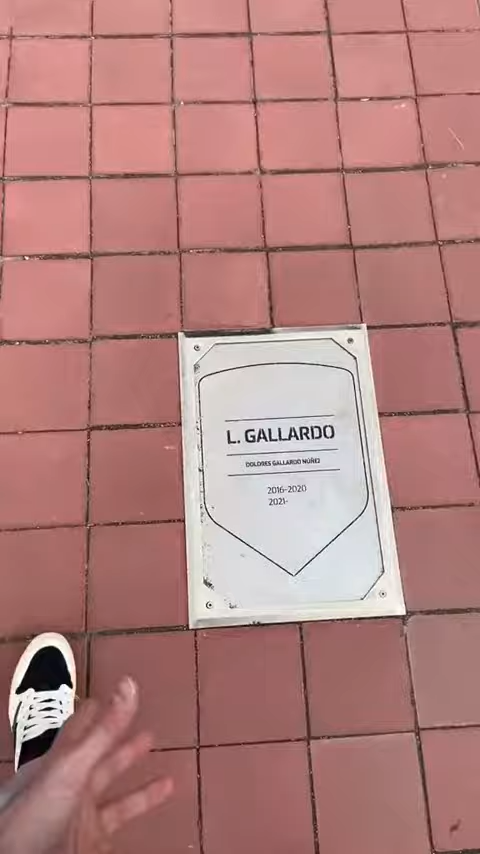 L. GALLARDO
DOLORES GALLARDO NÚÑEZ
2016-2020
2021-